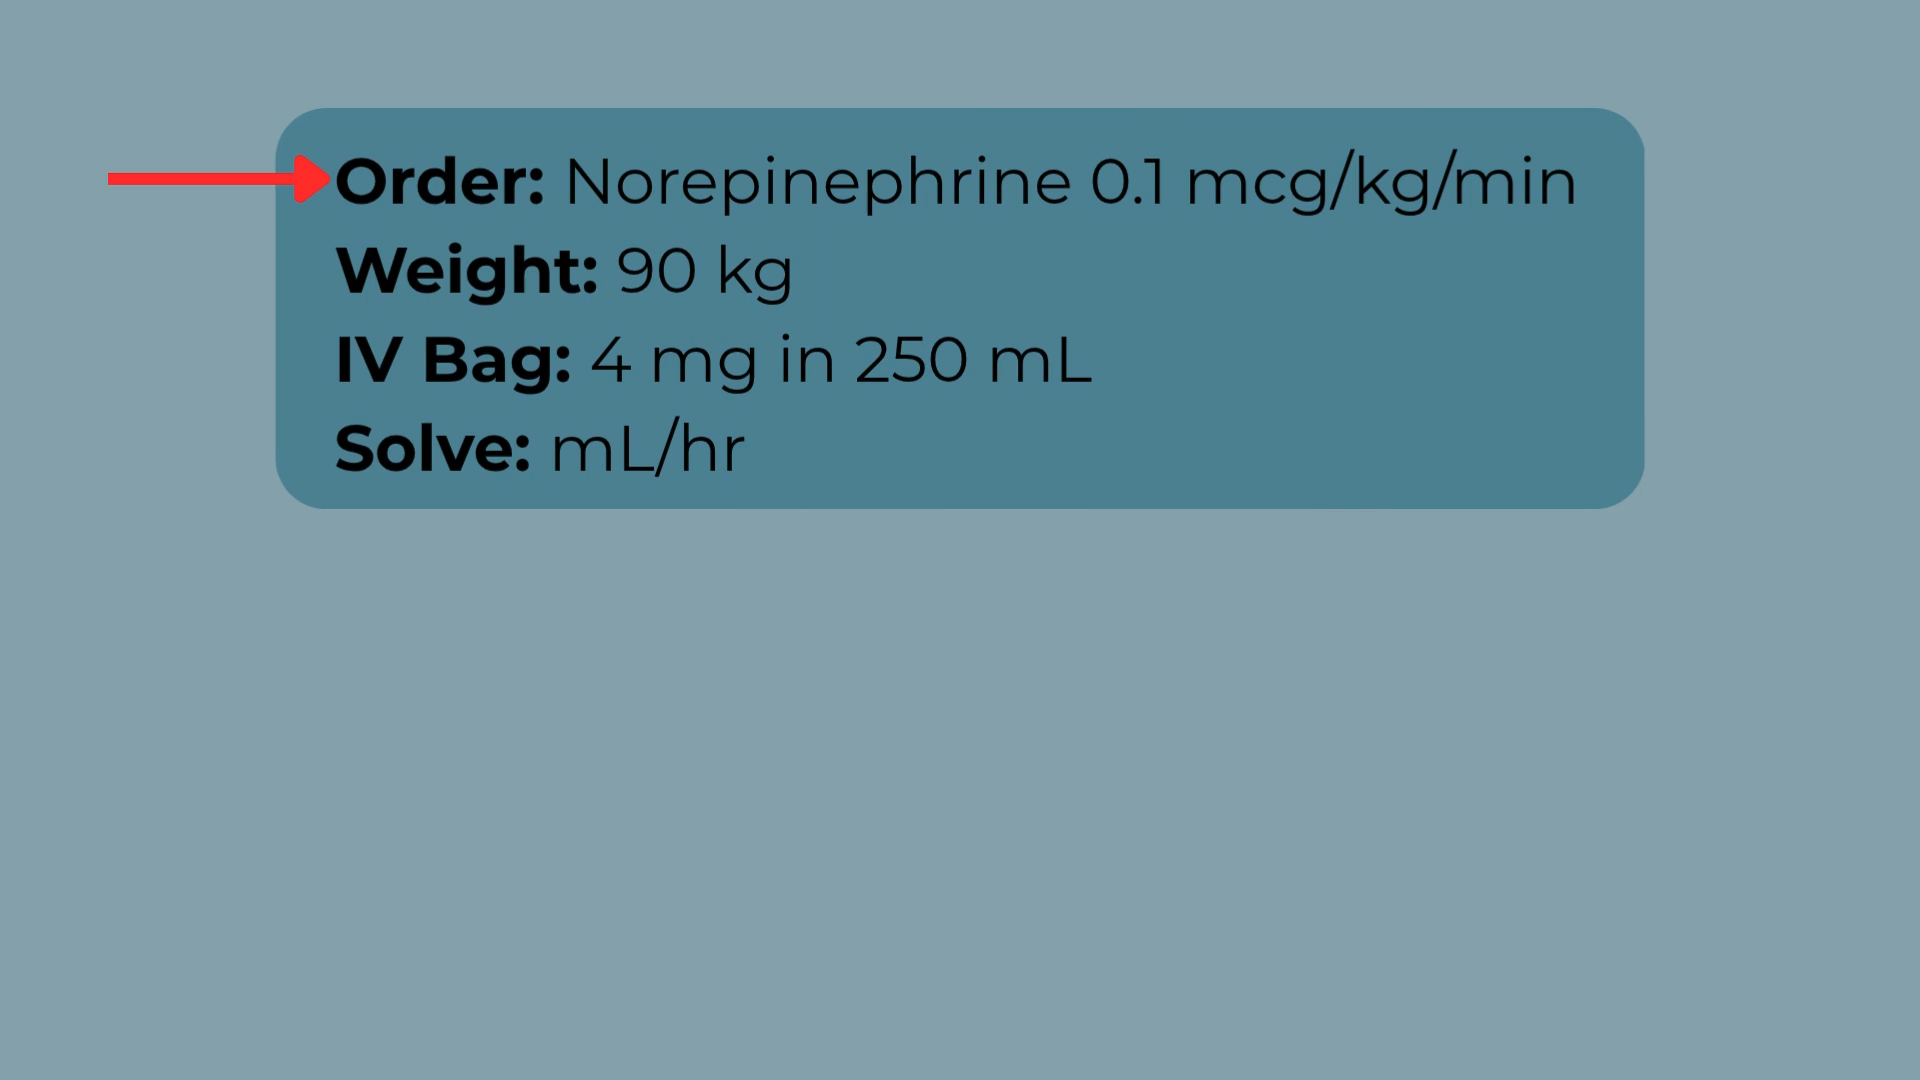 Order: Norepinephrine 0.1 mcg/kg/min
Weight: 90 kg
IV Bag: 4 mg in 250 mL
Solve: mL/hr